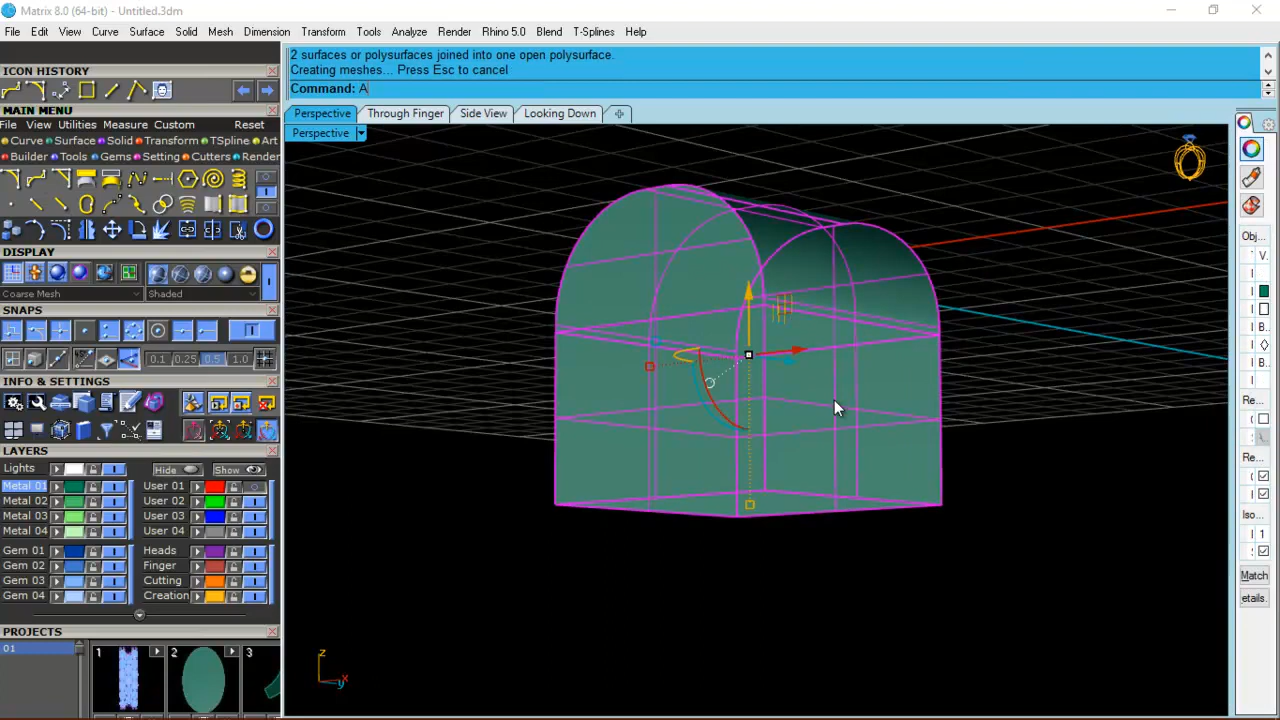 Matrix 8.0 (64-bit) - Untitled.3dm
File Edit View Curve Surface Solid Mesh Dimension Transform Tools Analyze Render Rhino 5.0 Blend T-Splines Help
2 surfaces or polysurfaces joined into one open polysurface.
Creating meshes... Press Esc to cancel
Command: A
ICON HISTORY
MAIN MENU
File View Utilities Measure Custom Reset
Curve Surface Solid Transform TSpline Art
Builder Tools Gems Setting Cutters Render
DISPLAY
Coarse Mesh Shaded
SNAPS
0.1 0.25 0.5 1.0
INFO & SETTINGS
LAYERS
Lights Hide Show
Metal 01 User 01
Metal 02 User 02
Metal 03 User 03
Metal 04 User 04
Gem 01 Heads
Gem 02 Finger
Gem 03 Cutting
Gem 04 Creation
PROJECTS
01
1 2 3
Perspective Through Finger Side View Looking Down
Perspective
z
x
y
Obj...
V.
B...
B...
Re...
Re...
Iso...
1
Match
etails.